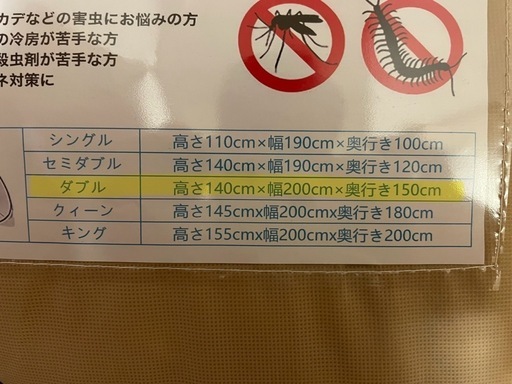 カデなどの害虫にお悩みの方
の冷房が苦手な方
殺虫剤が苦手な方
ネ対策に
シングル 高さ110cm×幅190cm×奥行き100cm
セミダブル 高さ140cm×幅190cm×奥行き120cm
ダブル 高さ140cm×幅200cm×奥行き150cm
クィーン 高さ145cmx幅200cmx奥行き180cm
キング 高さ155cmx幅200cmx奥行き200cm